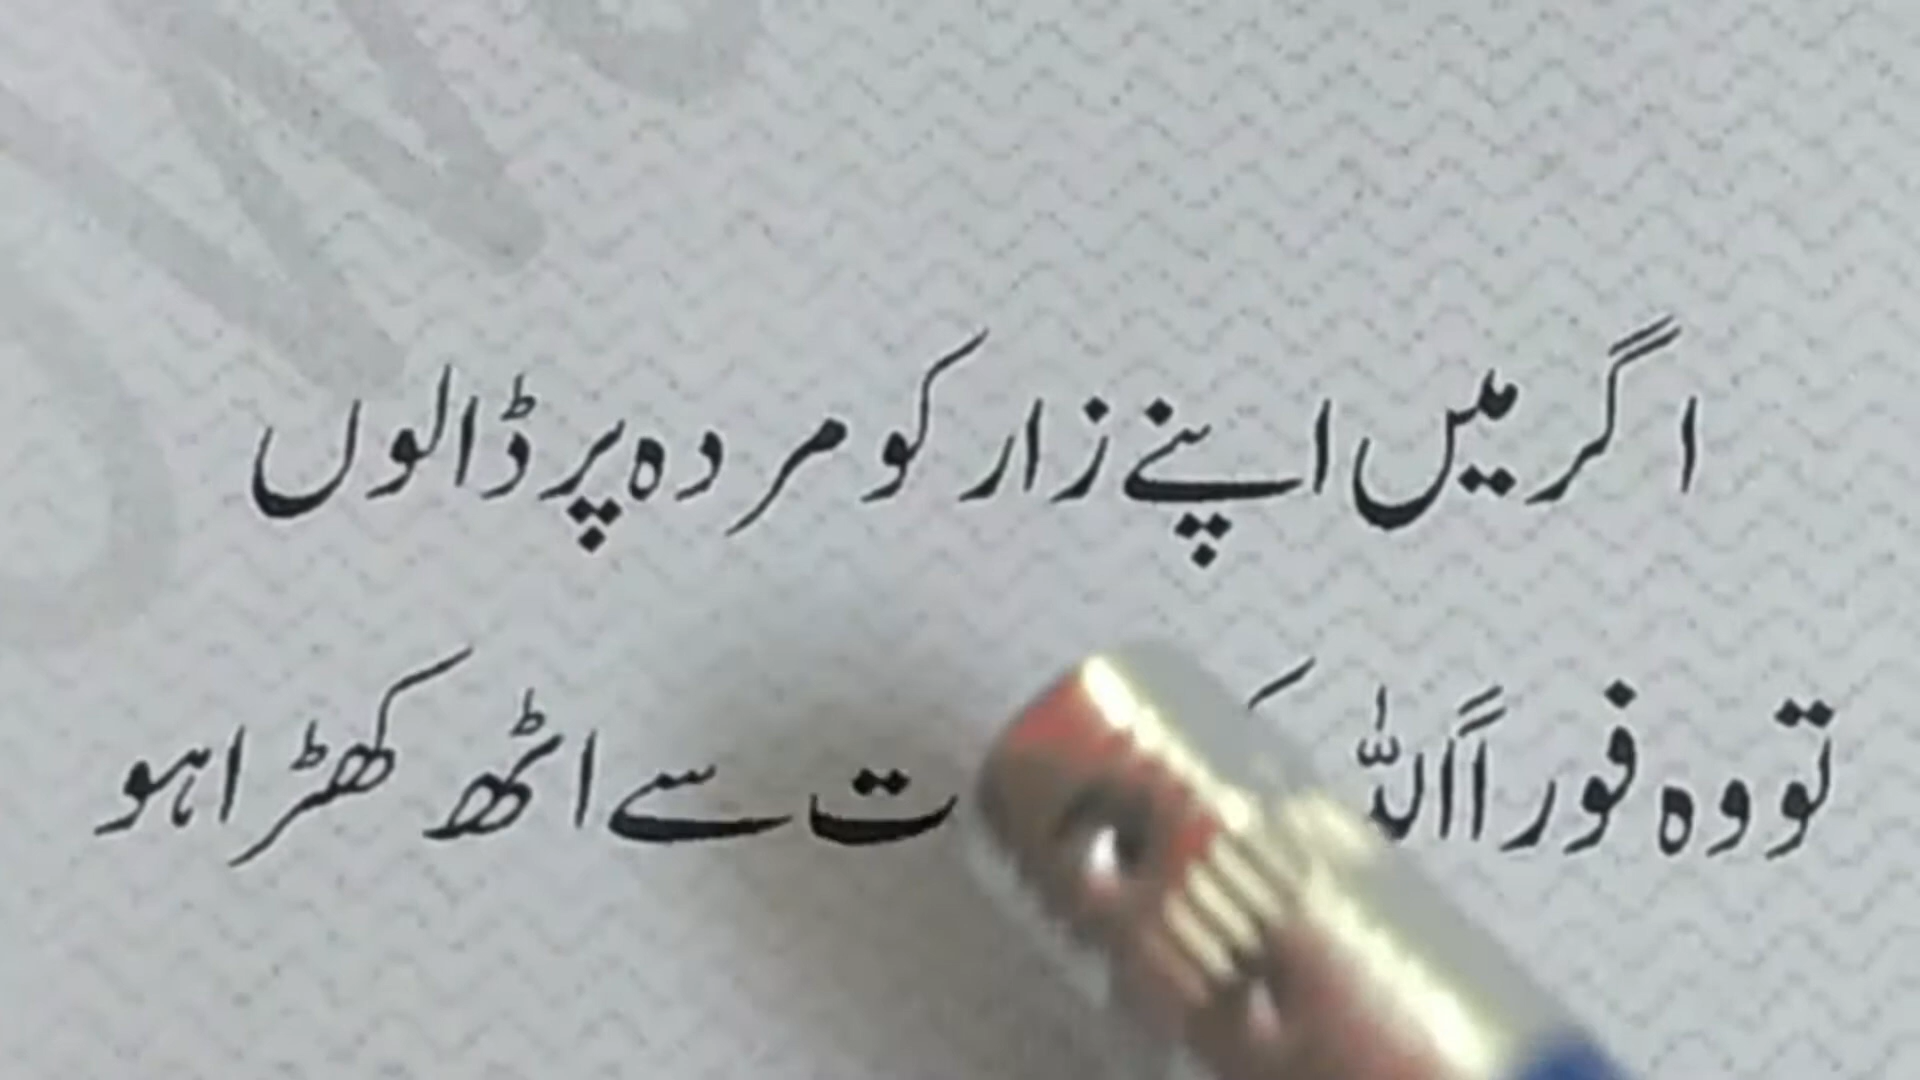 اگر میں اپنے زار کو مردہ پر ڈالوں
تو وہ فوراً اللہ سے اٹھ کھڑا ہو